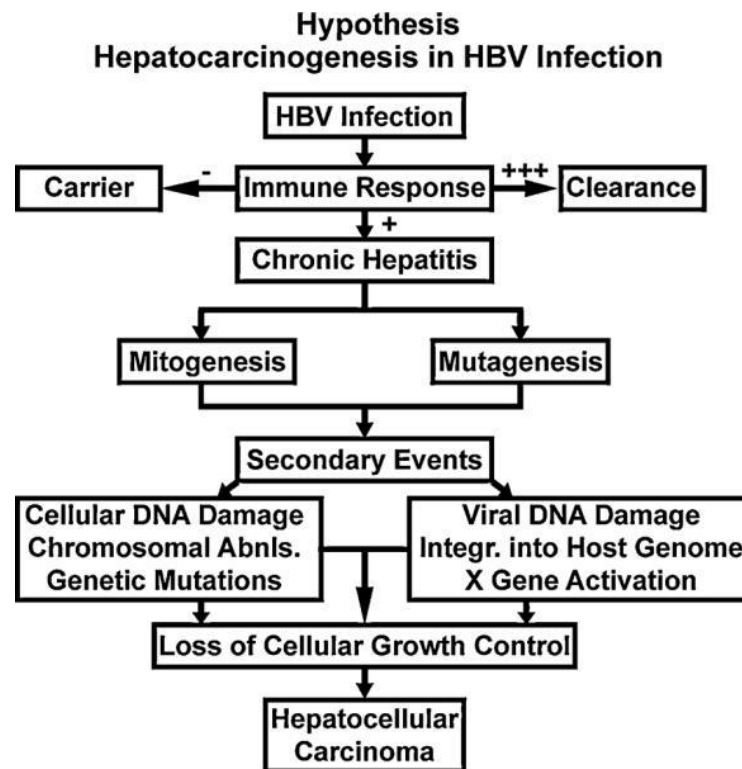 Hypothesis
Hepatocarcinogenesis in HBV Infection
HBV Infection
Carrier
-
Immune Response
+++
Clearance
+
Chronic Hepatitis
Mitogenesis
Mutagenesis
Secondary Events
Cellular DNA Damage
Chromosomal Abnls.
Genetic Mutations
Viral DNA Damage
Integr. into Host Genome
X Gene Activation
Loss of Cellular Growth Control
Hepatocellular
Carcinoma